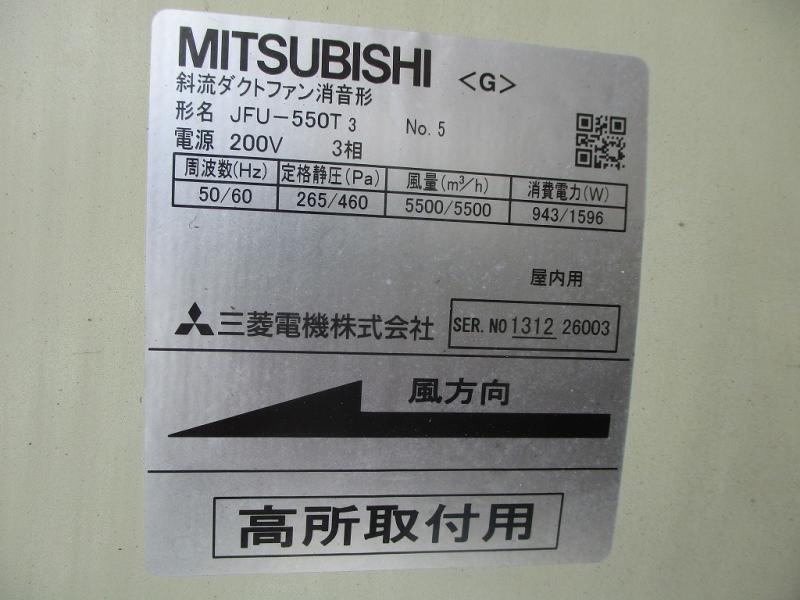 MITSUBISHI <G>
斜流ダクトファン消音形
形名 JFU-550T3 No.5
電源 200V 3相
周波数(Hz) 定格静圧(Pa) 風量(m³/h) 消費電力(W)
50/60 265/460 5500/5500 943/1596
屋内用
三菱電機株式会社 SER.NO 1312 26003
風方向
高所取付用